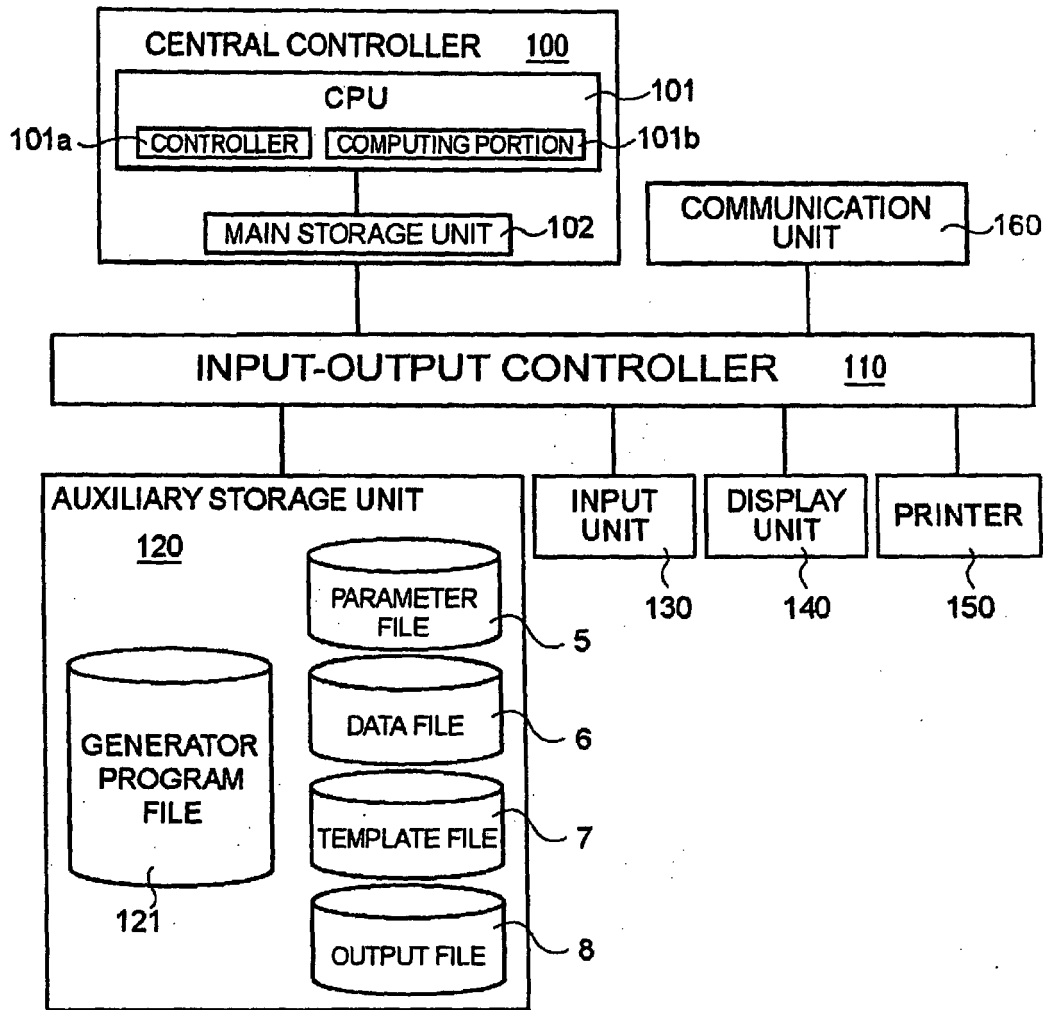 CENTRAL CONTROLLER 100
CPU
101
101a
CONTROLLER
COMPUTING PORTION
101b
MAIN STORAGE UNIT
102
COMMUNICATION
UNIT
160
INPUT-OUTPUT CONTROLLER 110
AUXILIARY STORAGE UNIT
120
INPUT
UNIT
DISPLAY
UNIT
PRINTER
130
140
150
PARAMETER
FILE
5
GENERATOR
PROGRAM
FILE
121
DATA FILE
6
TEMPLATE FILE
7
OUTPUT FILE
8